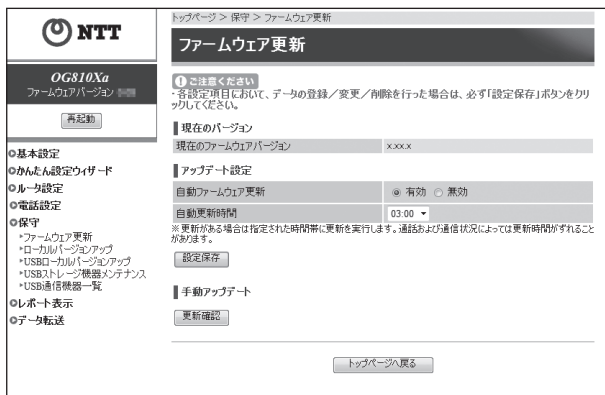 NTT
OG810Xa
ファームウェアバージョン
再起動
基本設定
かんたん設定ウィザード
ルータ設定
電話設定
保守
ファームウェア更新
ローカルバージョンアップ
USBローカルバージョンアップ
USBストレージ機器メンテナンス
USB通信機器一覧
レポート表示
データ転送
トップページ > 保守 > ファームウェア更新
ファームウェア更新
ご注意ください
・各設定項目において、データの登録／変更／削除を行った場合は、必ず「設定保存」ボタンをクリ
ックしてください。
現在のバージョン
現在のファームウェアバージョン x.xx.x
アップデート設定
自動ファームウェア更新 有効 無効
自動更新時間 03:00
※更新がある場合は指定された時間帯に更新を実行します。通話および通信状況によっては更新時間がずれること
があります。
設定保存
手動アップデート
更新確認
トップページへ戻る